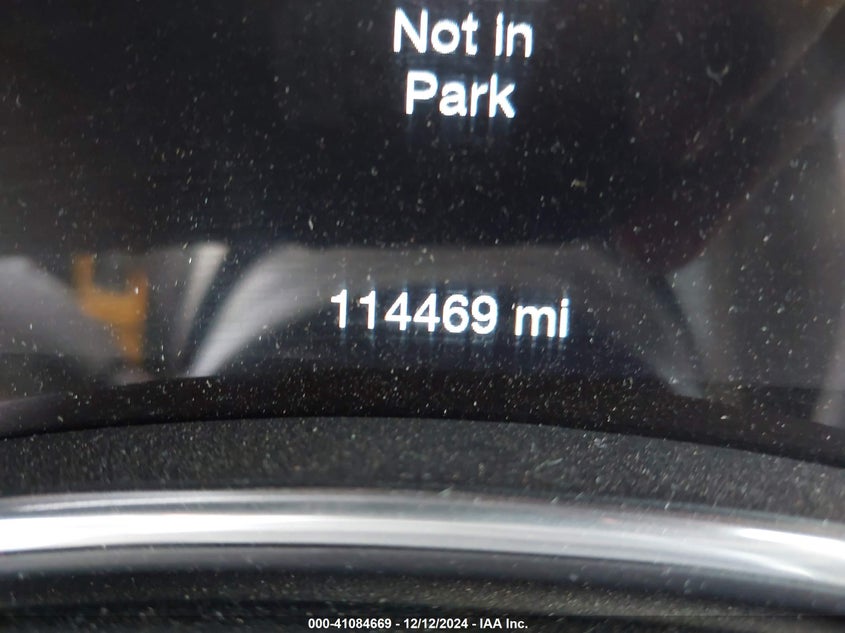 Not in
Park
114469 mi
000-41084669 - 12/12/2024 - IAA Inc.